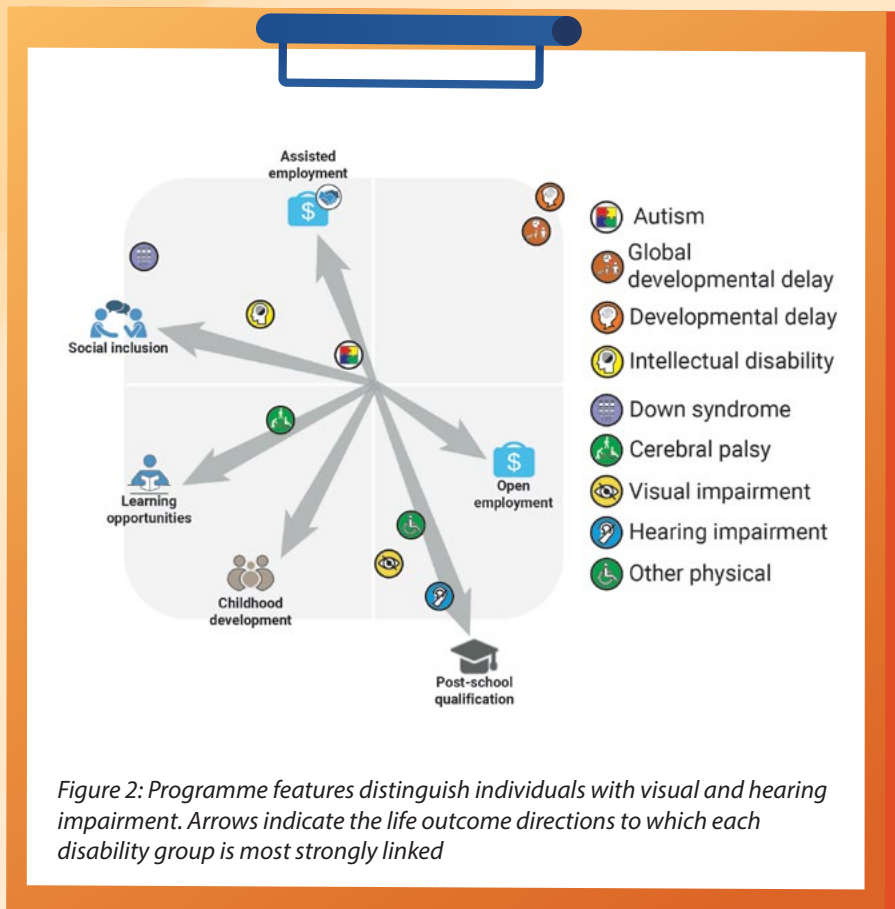 Assisted
employment
$
Social inclusion
Learning
opportunities
Childhood
development
$
Open
employment
Post-school
qualification
Autism
Global
developmental delay
Developmental delay
Intellectual disability
Down syndrome
Cerebral palsy
Visual impairment
Hearing impairment
Other physical
Figure 2: Programme features distinguish individuals with visual and hearing
impairment. Arrows indicate the life outcome directions to which each
disability group is most strongly linked